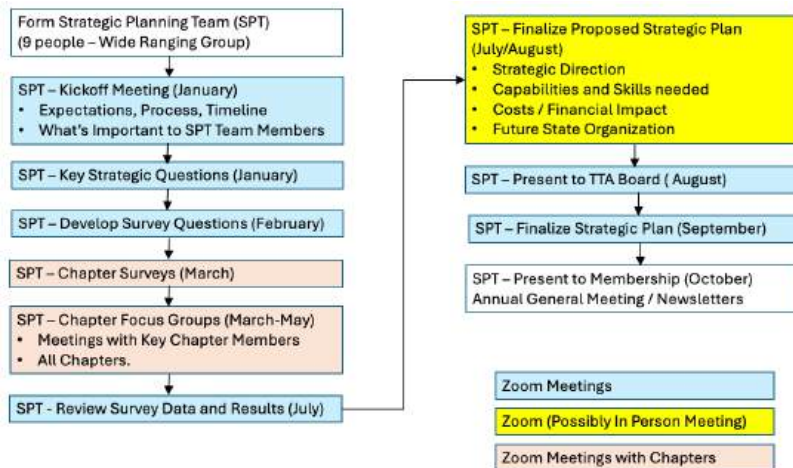 Form Strategic Planning Team (SPT)
(9 people – Wide Ranging Group)
SPT – Kickoff Meeting (January)
• Expectations, Process, Timeline
• What's Important to SPT Team Members
SPT – Key Strategic Questions (January)
SPT – Develop Survey Questions (February)
SPT – Chapter Surveys (March)
SPT – Chapter Focus Groups (March-May)
• Meetings with Key Chapter Members
• All Chapters.
SPT - Review Survey Data and Results (July)
SPT – Finalize Proposed Strategic Plan
(July/August)
• Strategic Direction
• Capabilities and Skills needed
• Costs / Financial Impact
• Future State Organization
SPT – Present to TTA Board ( August)
SPT – Finalize Strategic Plan (September)
SPT – Present to Membership (October)
Annual General Meeting / Newsletters
Zoom Meetings
Zoom (Possibly In Person Meeting)
Zoom Meetings with Chapters